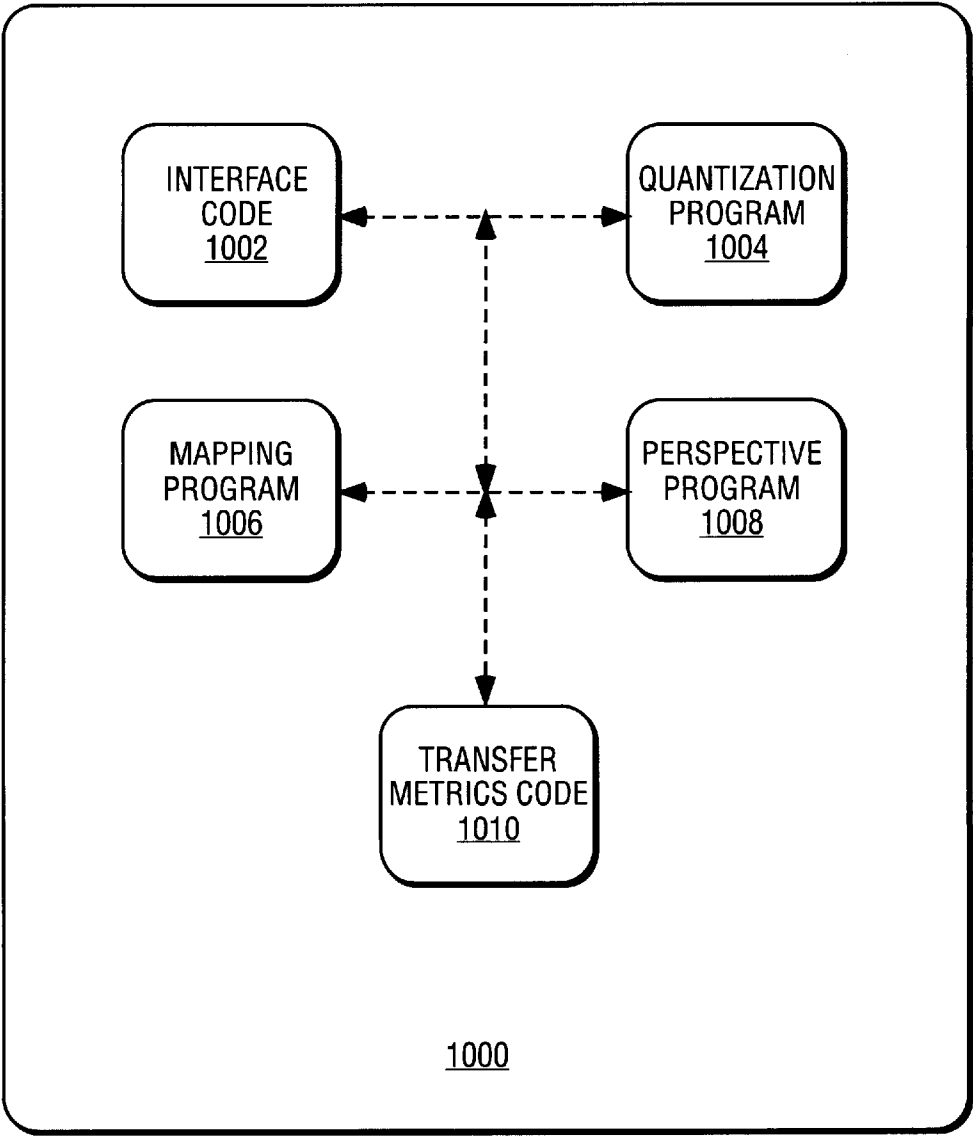 INTERFACE
CODE
1002
QUANTIZATION
PROGRAM
1004
MAPPING
PROGRAM
1006
PERSPECTIVE
PROGRAM
1008
TRANSFER
METRICS CODE
1010
1000